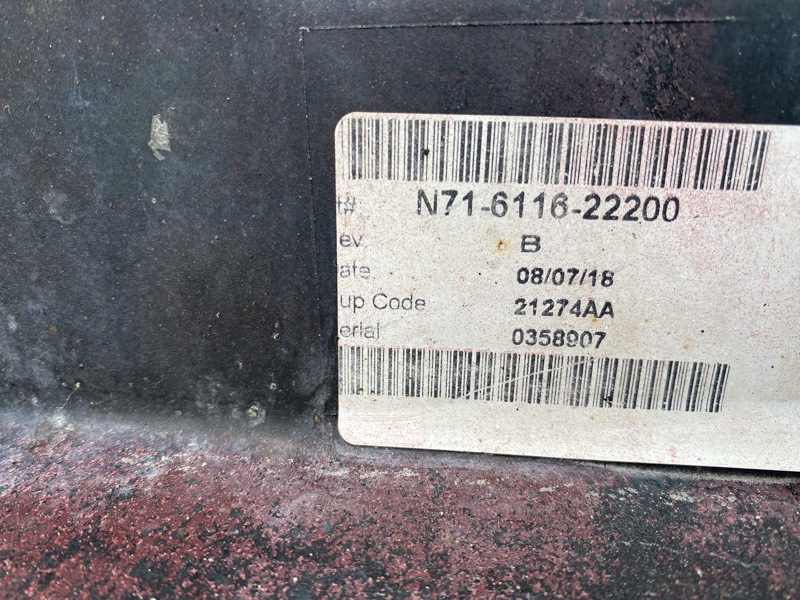 t# N71-6116-22200
ev B
ate 08/07/18
up Code 21274AA
erial 0358907